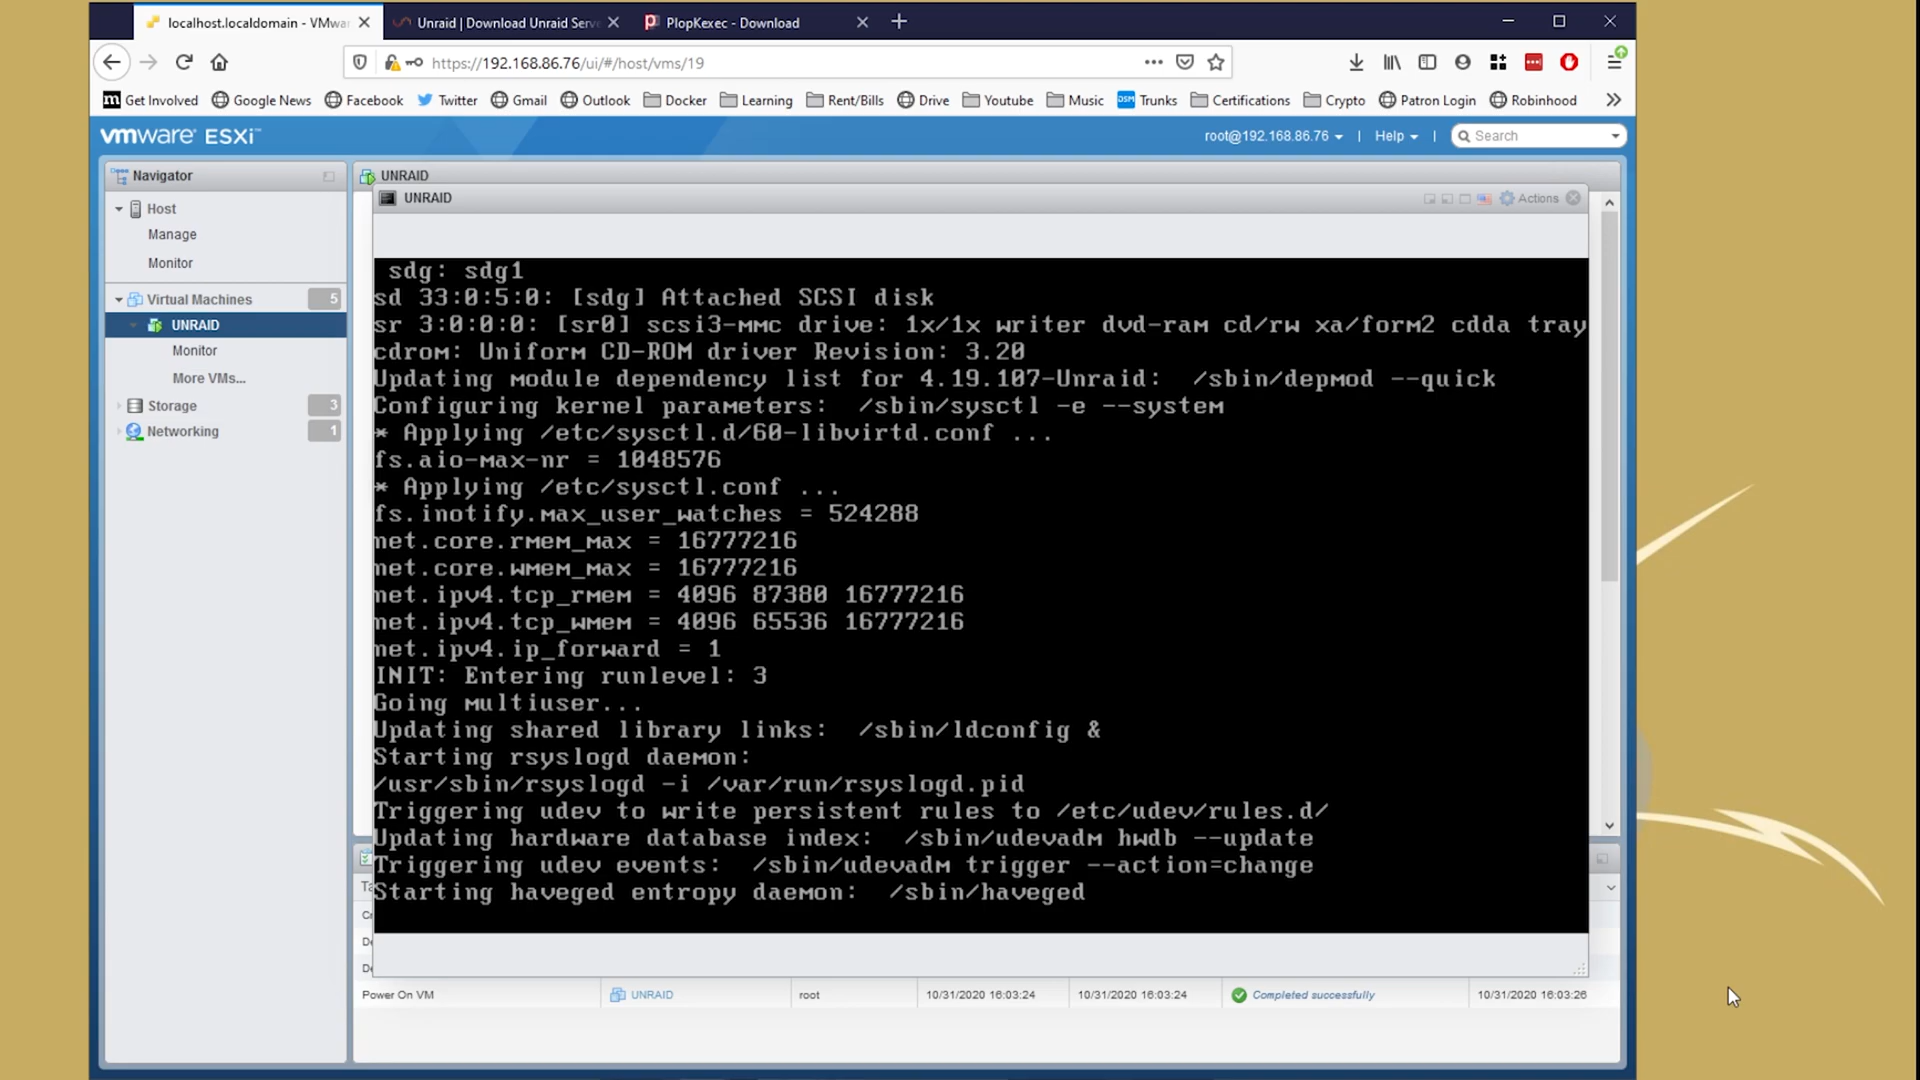 localhost.localdomain - VMwar
Unraid | Download Unraid Serve
PlopKexec - Download
https://192.168.86.76/ui/#/host/vms/19
Get Involved
Google News
Facebook
Twitter
Gmail
Outlook
Docker
Learning
Rent/Bills
Drive
Youtube
Music
DSM Trunks
Certifications
Crypto
Patron Login
Robinhood
vmware ESXi
root@192.168.86.76 | Help | Search
Navigator
UNRAID
UNRAID
Actions
Host
Manage
Monitor
Virtual Machines 5
UNRAID
Monitor
More VMs...
Storage 3
Networking 1
sdg: sdg1
sd 33:0:5:0: [sdg] Attached SCSI disk
sr 3:0:0:0: [sr0] scsi3-mmc drive: 1x/1x writer dvd-ram cd/rw xa/form2 cdda tray
cdrom: Uniform CD-ROM driver Revision: 3.20
Updating module dependency list for 4.19.107-Unraid:  /sbin/depmod --quick
Configuring kernel parameters:  /sbin/sysctl -e --system
* Applying /etc/sysctl.d/60-libvirtd.conf ...
fs.aio-max-nr = 1048576
* Applying /etc/sysctl.conf ...
fs.inotify.max_user_watches = 524288
net.core.rmem_max = 16777216
net.core.wmem_max = 16777216
net.ipv4.tcp_rmem = 4096 87380 16777216
net.ipv4.tcp_wmem = 4096 65536 16777216
net.ipv4.ip_forward = 1
INIT: Entering runlevel: 3
Going multiuser...
Updating shared library links:  /sbin/ldconfig &
Starting rsyslogd daemon:
/usr/sbin/rsyslogd -i /var/run/rsyslogd.pid
Triggering udev to write persistent rules to /etc/udev/rules.d/
Updating hardware database index:  /sbin/udevadm hwdb --update
Triggering udev events:  /sbin/udevadm trigger --action=change
Starting haveged entropy daemon:  /sbin/haveged
Power On VM
UNRAID
root
10/31/2020 16:03:24
10/31/2020 16:03:24
Completed successfully
10/31/2020 16:03:26